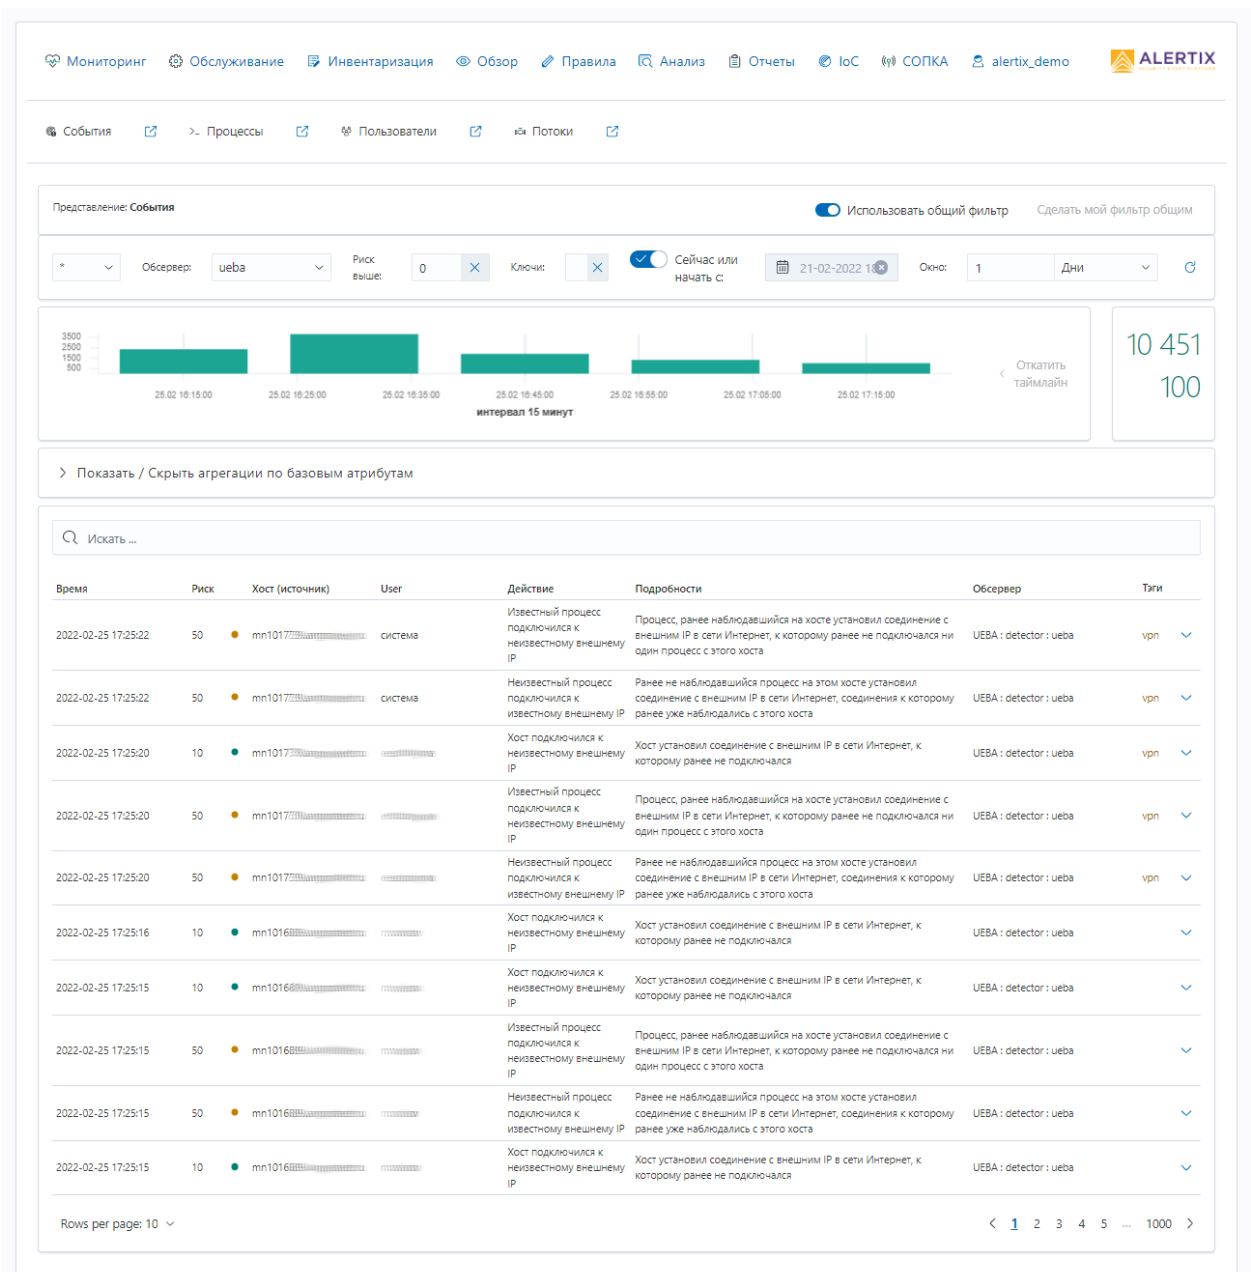 Мониторинг Обслуживание Инвентаризация Обзор Правила Анализ Отчеты IoC СОПКА alertix_demo ALERTIX
События Процессы Пользователи Потоки
Представление: События
Использовать общий фильтр Сделать мой фильтр общим
* Обсервер: ueba Риск выше: 0 Ключи: Сейчас или начать с: 21-02-2022 18 Окно: 1 Дни
3500
2500
1500
500
25.02 16:15:00 25.02 16:25:00 25.02 16:35:00 25.02 16:45:00 25.02 16:55:00 25.02 17:05:00 25.02 17:15:00
интервал 15 минут
Откатить
таймлайн
10 451
100
Показать / Скрыть агрегации по базовым атрибутам
Искать ...
Время Риск Хост (источник) User Действие Подробности Обсервер Тэги
2022-02-25 17:25:22 50 mn1017 система Известный процесс подключился к неизвестному внешнему IP Процесс, ранее наблюдавшийся на хосте установил соединение с внешним IP в сети Интернет, к которому ранее не подключался ни один процесс с этого хоста UEBA : detector : ueba vpn
2022-02-25 17:25:22 50 mn1017 система Неизвестный процесс подключился к известному внешнему IP Ранее не наблюдавшийся процесс на этом хосте установил соединение с внешним IP в сети Интернет, соединения к которому ранее уже наблюдались с этого хоста UEBA : detector : ueba vpn
2022-02-25 17:25:20 10 mn1017 Хост подключился к неизвестному внешнему IP Хост установил соединение с внешним IP в сети Интернет, к которому ранее не подключался UEBA : detector : ueba vpn
2022-02-25 17:25:20 50 mn1017 Известный процесс подключился к неизвестному внешнему IP Процесс, ранее наблюдавшийся на хосте установил соединение с внешним IP в сети Интернет, к которому ранее не подключался ни один процесс с этого хоста UEBA : detector : ueba vpn
2022-02-25 17:25:20 50 mn1017 Неизвестный процесс подключился к известному внешнему IP Ранее не наблюдавшийся процесс на этом хосте установил соединение с внешним IP в сети Интернет, соединения к которому ранее уже наблюдались с этого хоста UEBA : detector : ueba vpn
2022-02-25 17:25:16 10 mn1016 Хост подключился к неизвестному внешнему IP Хост установил соединение с внешним IP в сети Интернет, к которому ранее не подключался UEBA : detector : ueba
2022-02-25 17:25:15 10 mn1016 Хост подключился к неизвестному внешнему IP Хост установил соединение с внешним IP в сети Интернет, к которому ранее не подключался UEBA : detector : ueba
2022-02-25 17:25:15 50 mn1016 Известный процесс подключился к неизвестному внешнему IP Процесс, ранее наблюдавшийся на хосте установил соединение с внешним IP в сети Интернет, к которому ранее не подключался ни один процесс с этого хоста UEBA : detector : ueba
2022-02-25 17:25:15 50 mn1016 Неизвестный процесс подключился к известному внешнему IP Ранее не наблюдавшийся процесс на этом хосте установил соединение с внешним IP в сети Интернет, соединения к которому ранее уже наблюдались с этого хоста UEBA : detector : ueba
2022-02-25 17:25:15 10 mn1016 Хост подключился к неизвестному внешнему IP Хост установил соединение с внешним IP в сети Интернет, к которому ранее не подключался UEBA : detector : ueba
Rows per page: 10 1 2 3 4 5 ... 1000